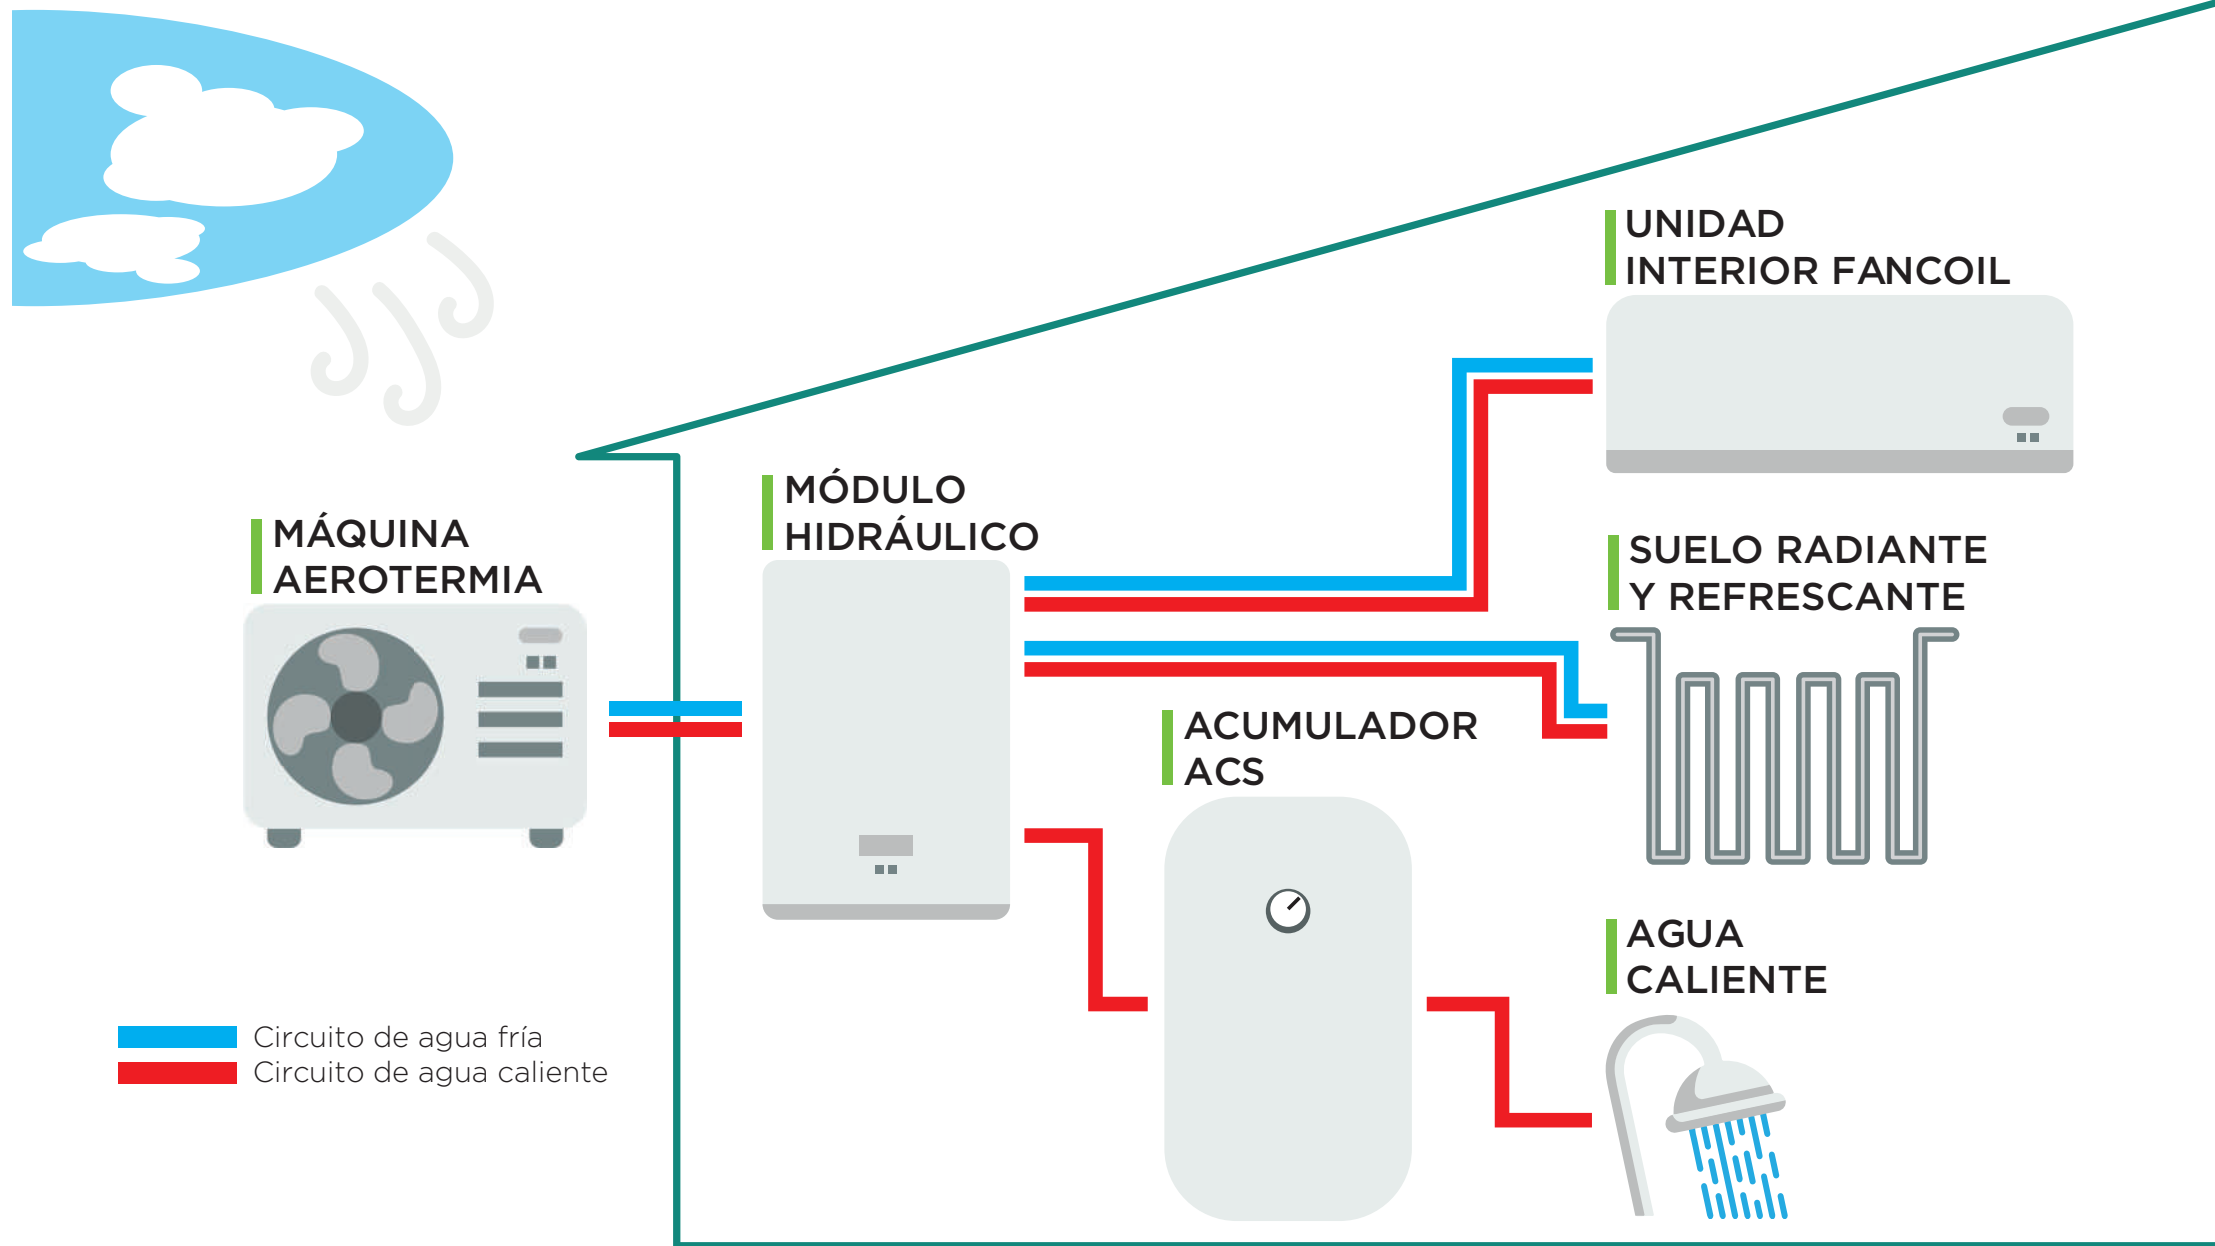 UNIDAD
INTERIOR FANCOIL
MÓDULO
HIDRÁULICO
MÁQUINA
AEROTERMIA
SUELO RADIANTE
Y REFRESCANTE
ACUMULADOR
ACS
AGUA
CALIENTE
Circuito de agua fría
Circuito de agua caliente